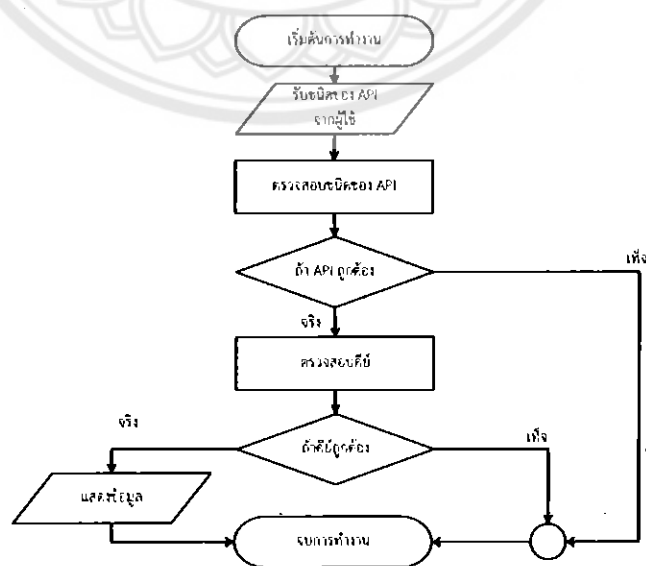 เริ่มต้นการทำงาน
รับชนิดของ API
จากผู้ใช้
ตรวจสอบชนิดของ API
ถ้า API ถูกต้อง
เท็จ
จริง
ตรวจสอบคีย์
จริง
ถ้าคีย์ถูกต้อง
เท็จ
แสดงข้อมูล
จบการทำงาน